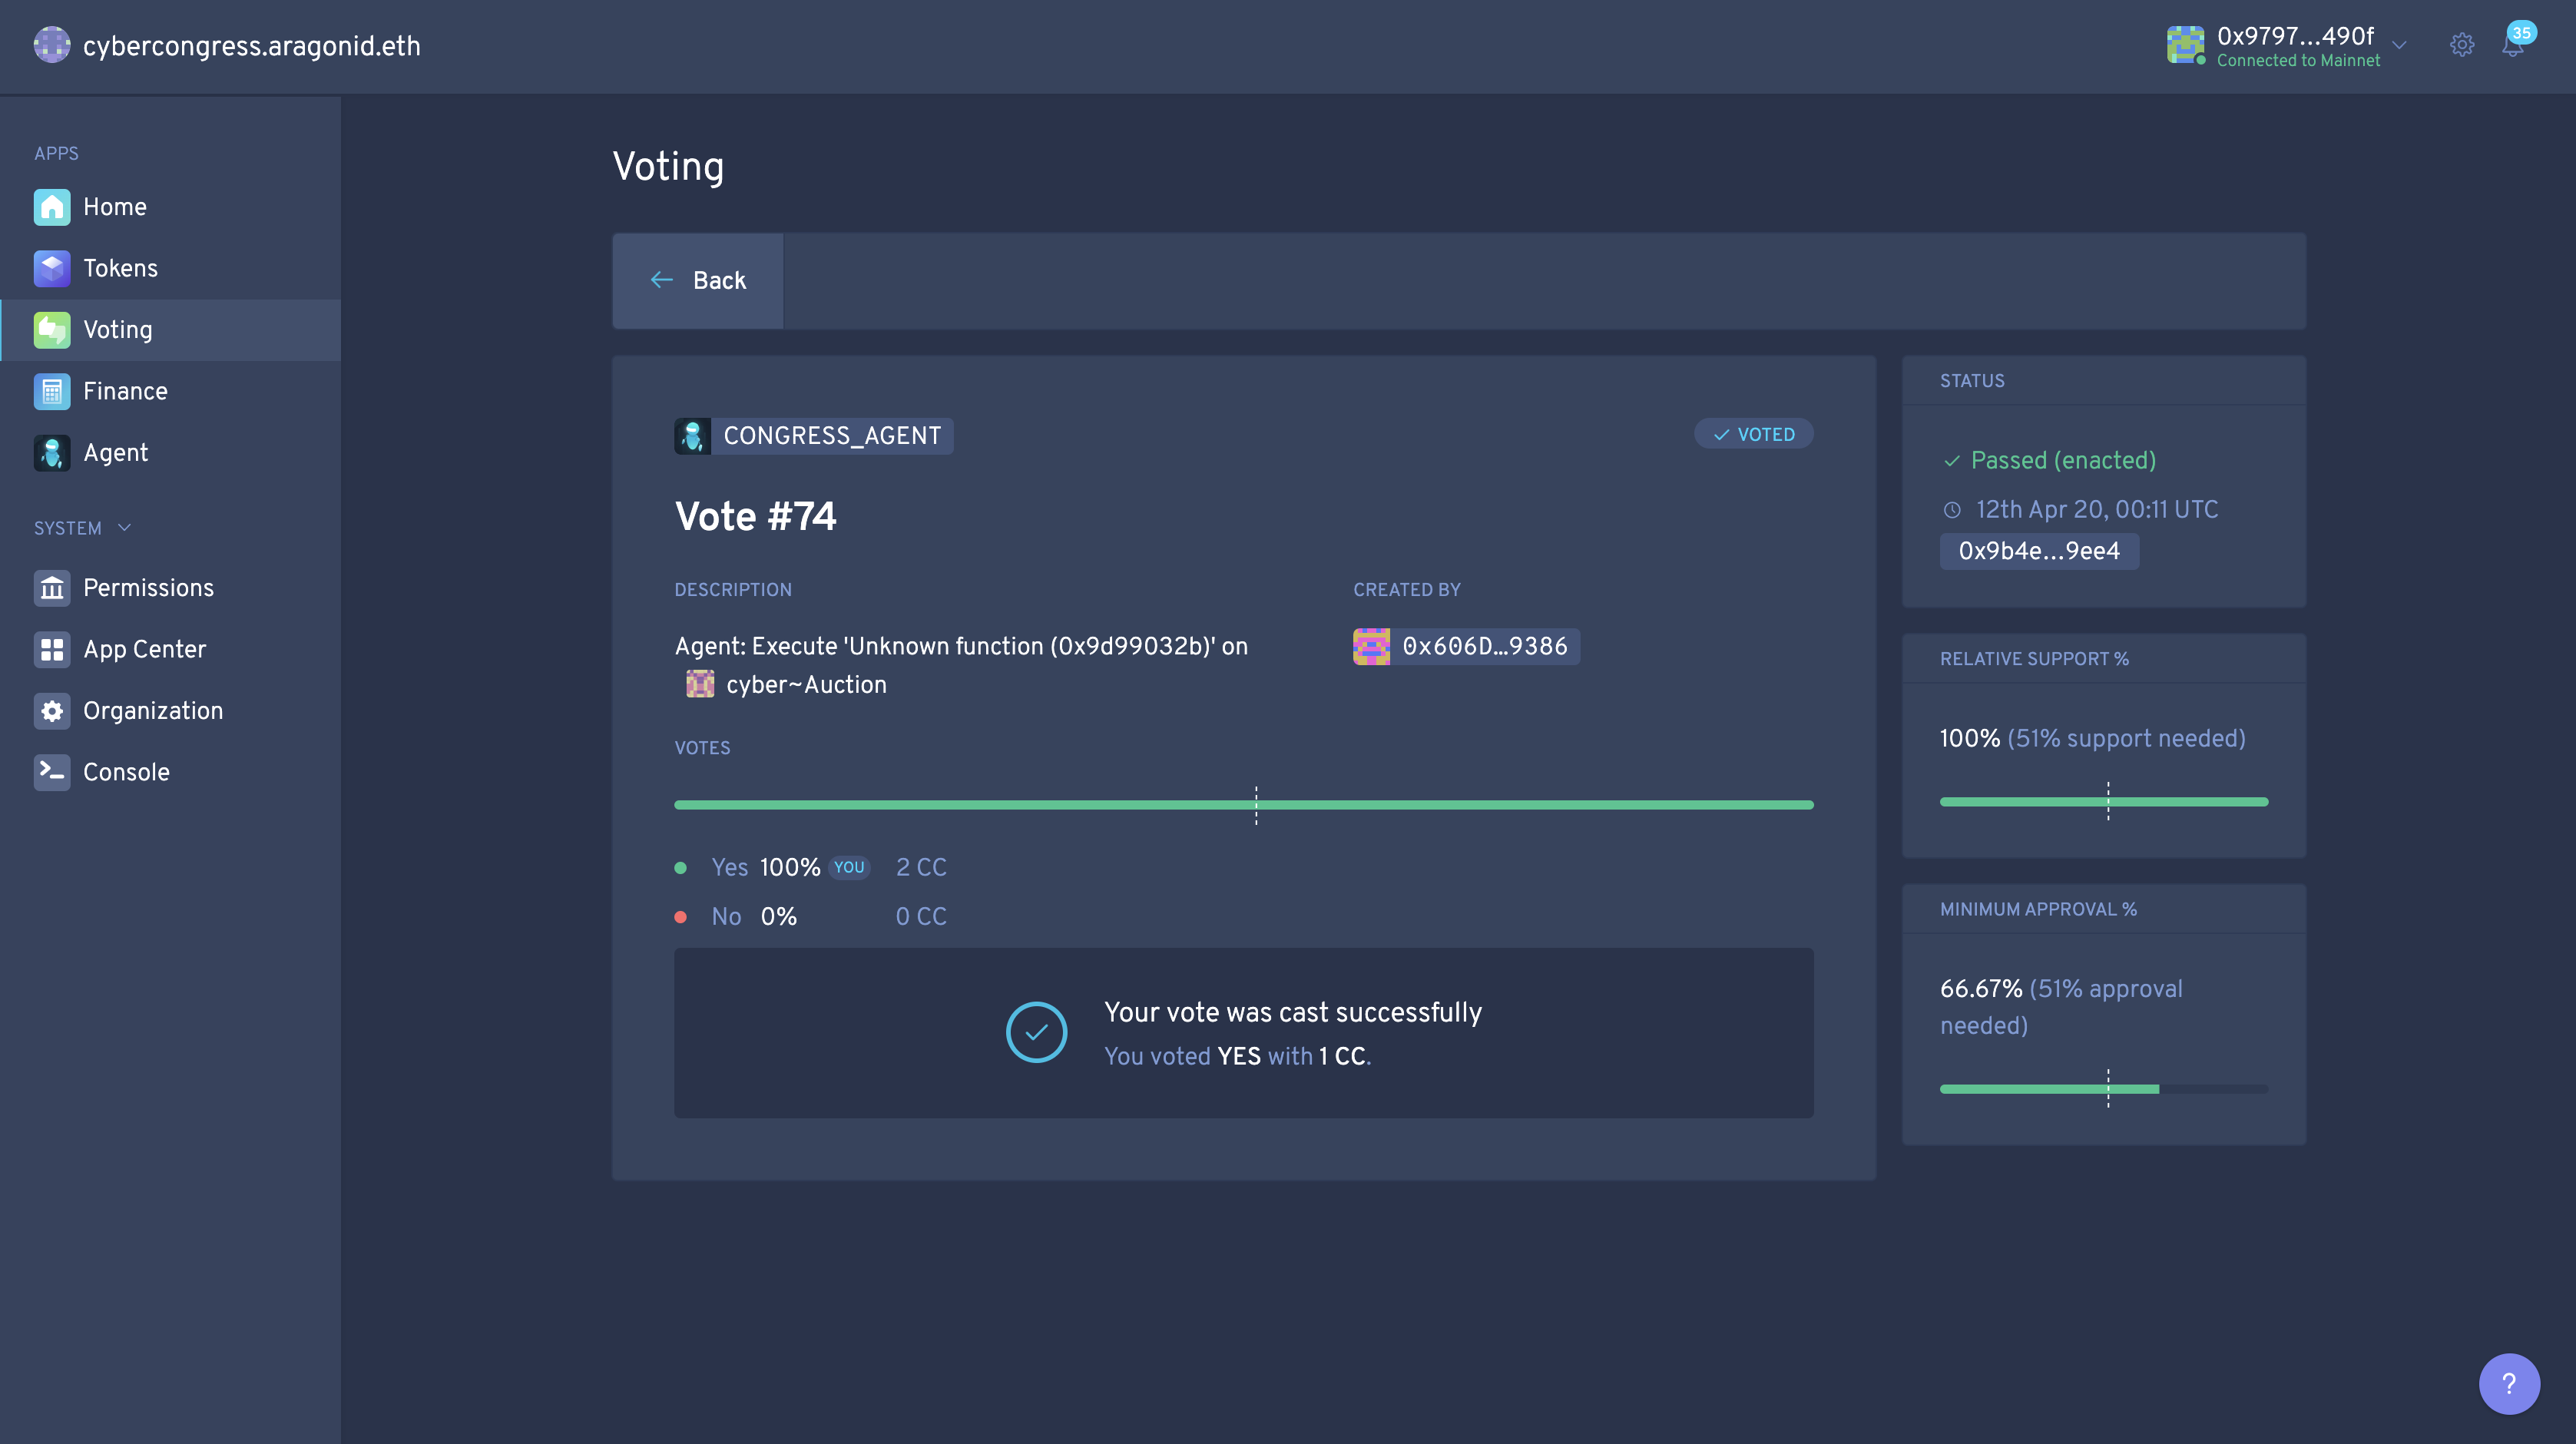 cybercongress.aragonid.eth
0x9797...490f
Connected to Mainnet
35
APPS
Home
Tokens
Voting
Finance
Agent
SYSTEM
Permissions
App Center
Organization
Console
Voting
Back
CONGRESS_AGENT
VOTED
Vote #74
DESCRIPTION
Agent: Execute 'Unknown function (0x9d99032b)' on
cyber~Auction
CREATED BY
0x606D…9386
VOTES
Yes 100% YOU 2 CC
No 0% 0 CC
Your vote was cast successfully
You voted YES with 1 CC.
STATUS
Passed (enacted)
12th Apr 20, 00:11 UTC
0x9b4e...9ee4
RELATIVE SUPPORT %
100% (51% support needed)
MINIMUM APPROVAL %
66.67% (51% approval
needed)
?